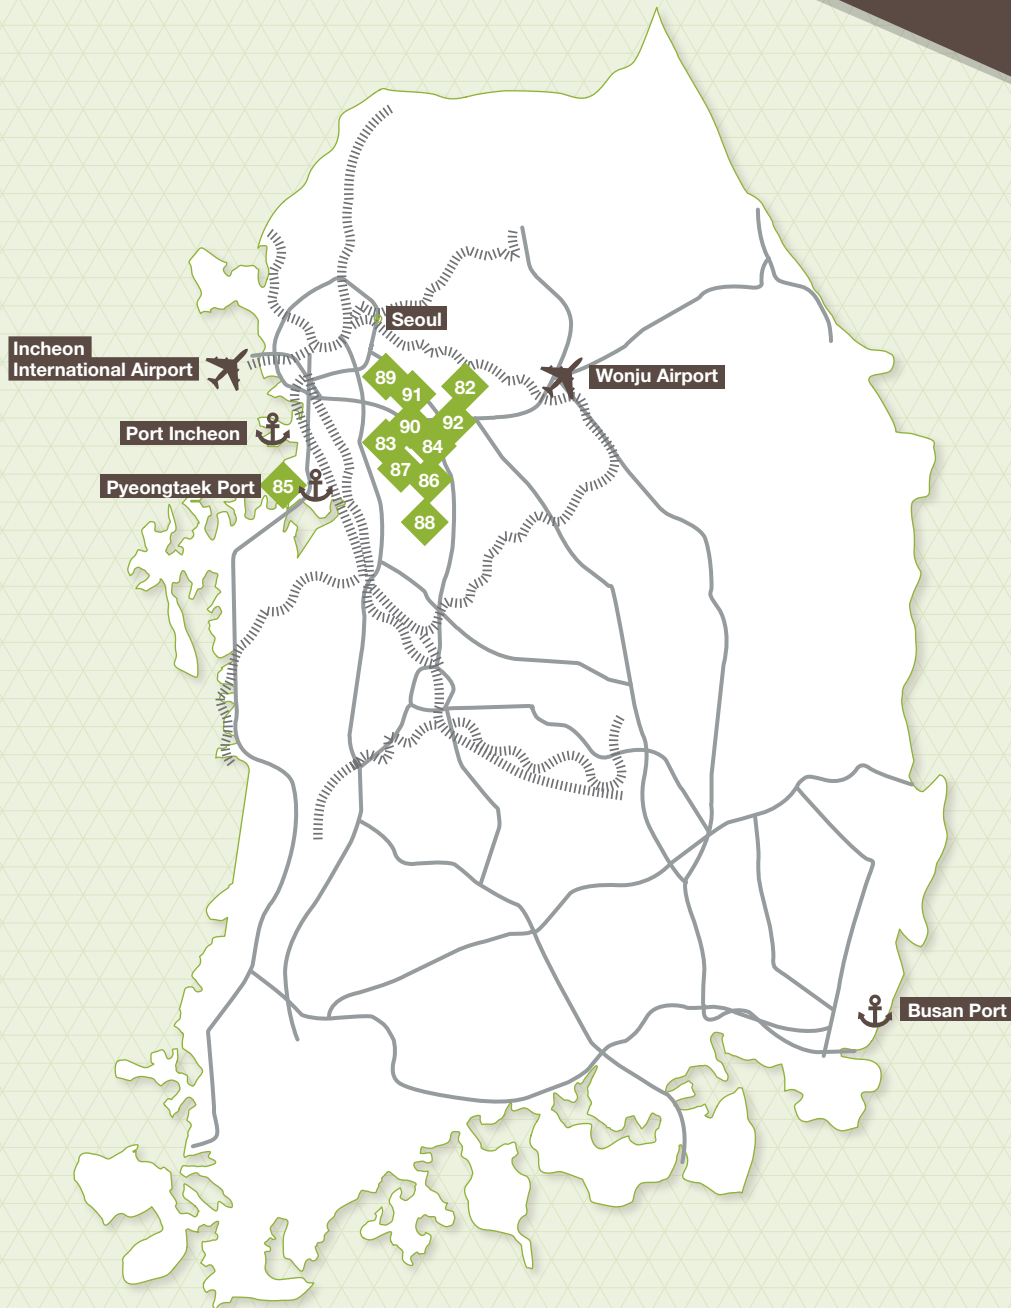 Seoul
Incheon
International Airport
Wonju Airport
89
91
82
Port Incheon
90
92
83
84
87
86
Pyeongtaek Port
85
88
Busan Port